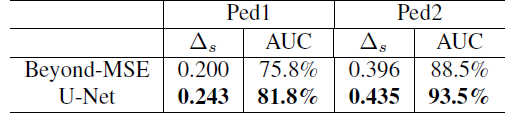 Ped1 Ped2
Δs AUC Δs AUC
Beyond-MSE 0.200 75.8% 0.396 88.5%
U-Net 0.243 81.8% 0.435 93.5%